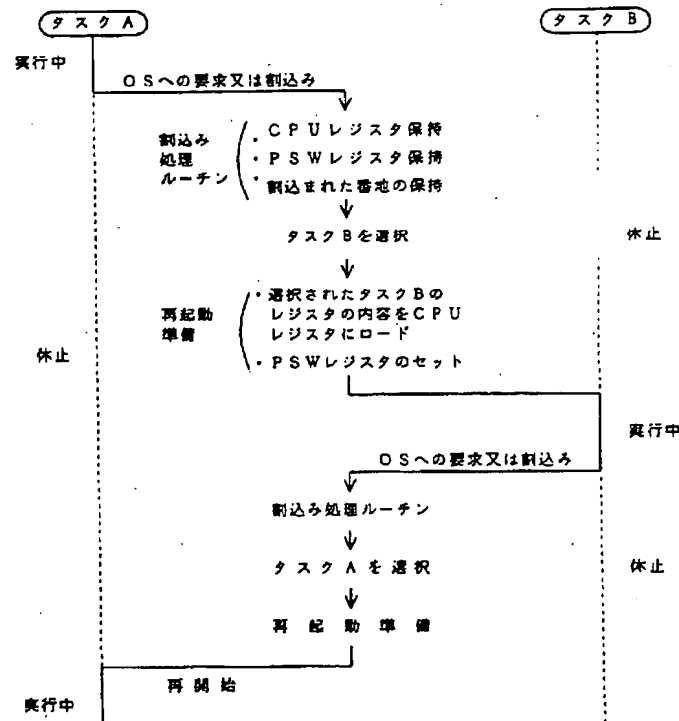 タスクA
タスクB
実行中
OSへの要求又は割込み
割込み
処理
ルーチン
・CPUレジスタ保持
・PSWレジスタ保持
・割込まれた番地の保持
タスクBを選択
休止
再起動
準備
・選択されたタスクBの
レジスタの内容をCPU
レジスタにロード
・PSWレジスタのセット
休止
実行中
OSへの要求又は割込み
割込み処理ルーチン
タスクAを選択
休止
再起動準備
再開始
実行中